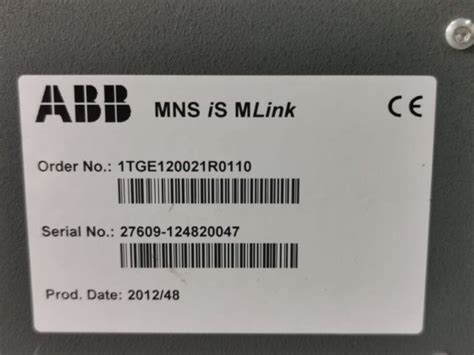 ABB MNS iS MLink CE
Order No.: 1TGE120021R0110
Serial No.: 27609-124820047
Prod. Date: 2012/48